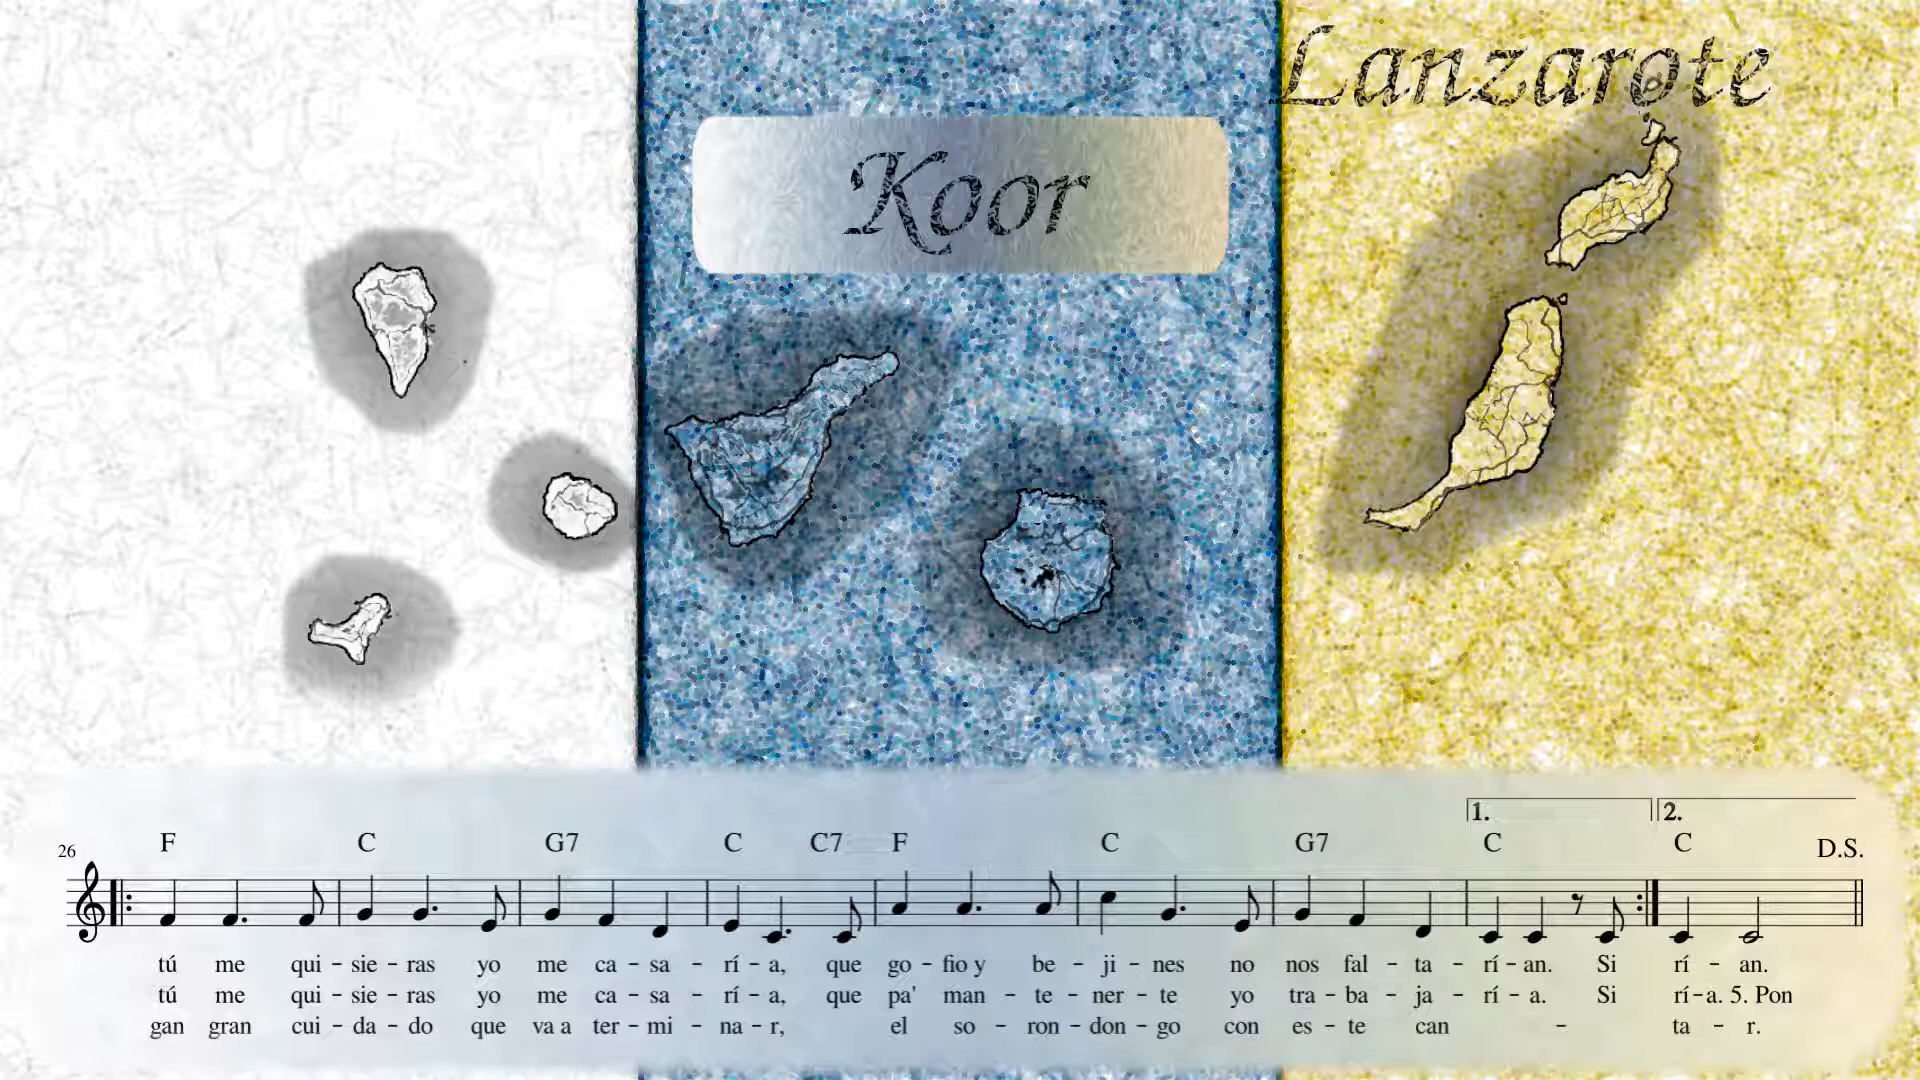 Lanzarote
Koor
1. 2.
F C G7 C C7 F C G7 C C D.S.
26
tú me qui - sie - ras yo me ca - sa - rí - a, que go - fio y be - ji - nes no nos fal - ta - rí - an. Si rí - an.
tú me qui - sie - ras yo me ca - sa - rí - a, que pa' man - te - ner - te yo tra - ba - ja - rí - a. Si rí - a. 5. Pon
gan gran cui - da - do que va a ter - mi - na - r, el so - ron - don - go con es - te can - ta - r.